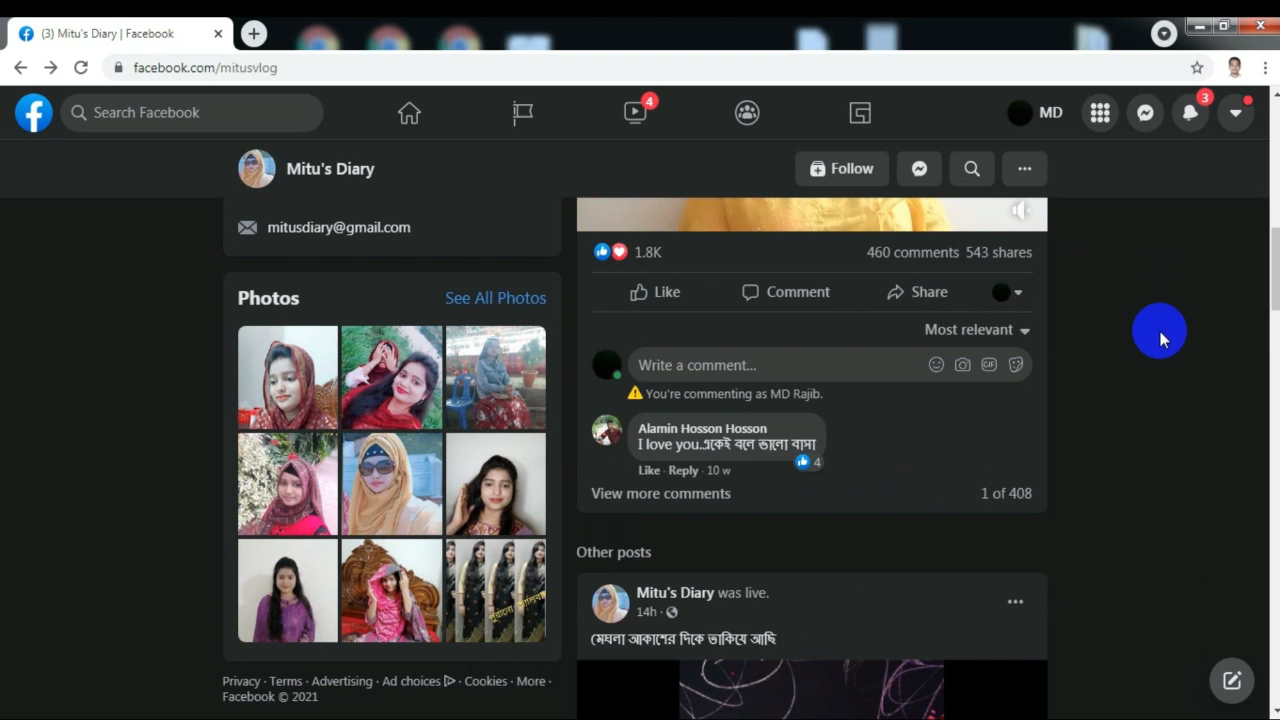 (3) Mitu's Diary | Facebook
facebook.com/mitusvlog
Search Facebook
4
MD
3
Mitu's Diary
Follow
mitusdiary@gmail.com
Photos
See All Photos
1.8K
460 comments 543 shares
Like
Comment
Share
Most relevant
Write a comment...
GIF
You're commenting as MD Rajib.
Alamin Hosson Hosson
I love you..একেই বলে ভালো বাসা
4
Like · Reply · 10 w
View more comments
1 of 408
Other posts
Mitu's Diary was live.
14h ·
মেঘলা আকাশের দিকে তাকিয়ে আছি
Privacy · Terms · Advertising · Ad choices · Cookies · More ·
Facebook © 2021